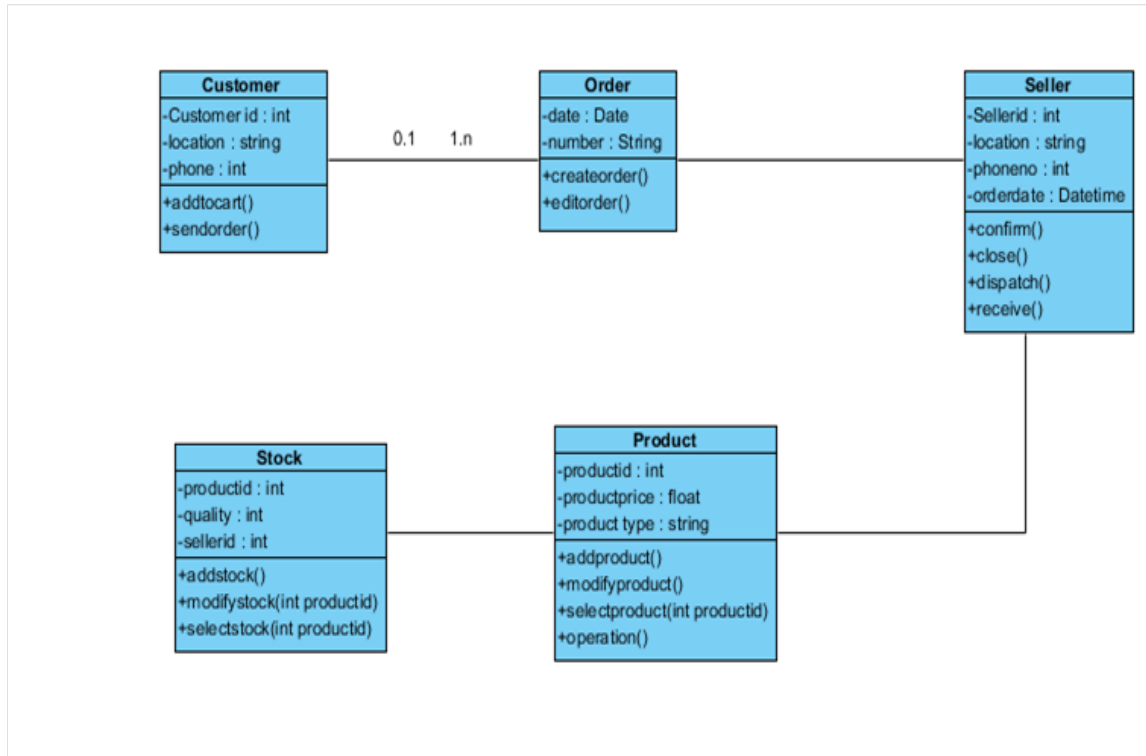 Customer
-Customer id : int
-location : string
-phone : int
+addtocart()
+sendorder()
0.1
1.n
Order
-date : Date
-number : String
+createorder()
+editorder()
Seller
-Sellerid : int
-location : string
-phoneno : int
-orderdate : Datetime
+confirm()
+close()
+dispatch()
+receive()
Stock
-productid : int
-quality : int
-sellerid : int
+addstock()
+modifystock(int productid)
+selectstock(int productid)
Product
-productid : int
-productprice : float
-product type : string
+addproduct()
+modifyproduct()
+selectproduct(int productid)
+operation()